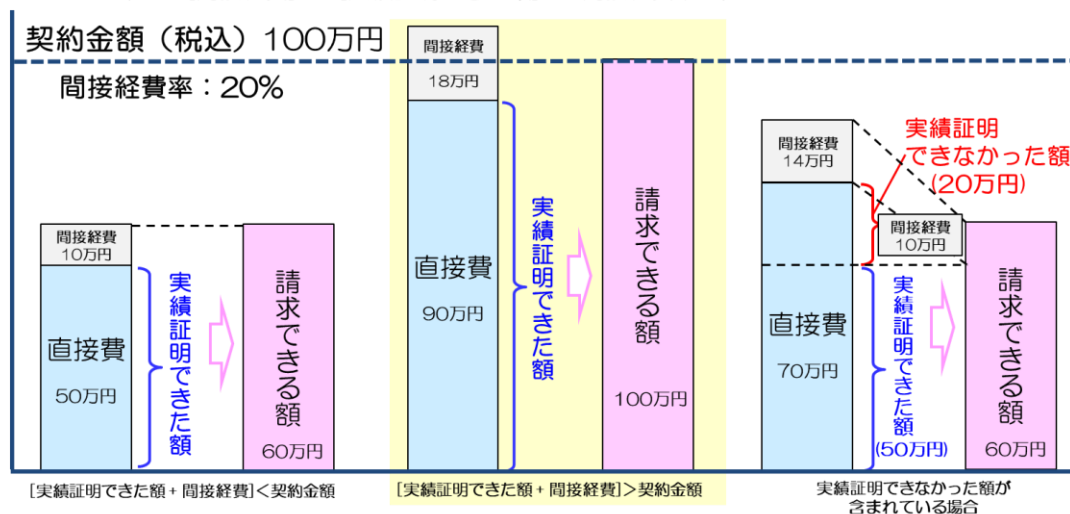 契約金額（税込）100万円
間接経費率：20%
間接経費
10万円
直接費
50万円
実績証明できた額
請求できる額
60万円
[実績証明できた額 + 間接経費]＜契約金額
間接経費
18万円
直接費
90万円
実績証明できた額
請求できる額
100万円
[実績証明できた額 + 間接経費]＞契約金額
間接経費
14万円
実績証明
できなかった額
(20万円)
間接経費
10万円
直接費
70万円
実績証明できた額
(50万円)
請求できる額
60万円
実績証明できなかった額が
含まれている場合